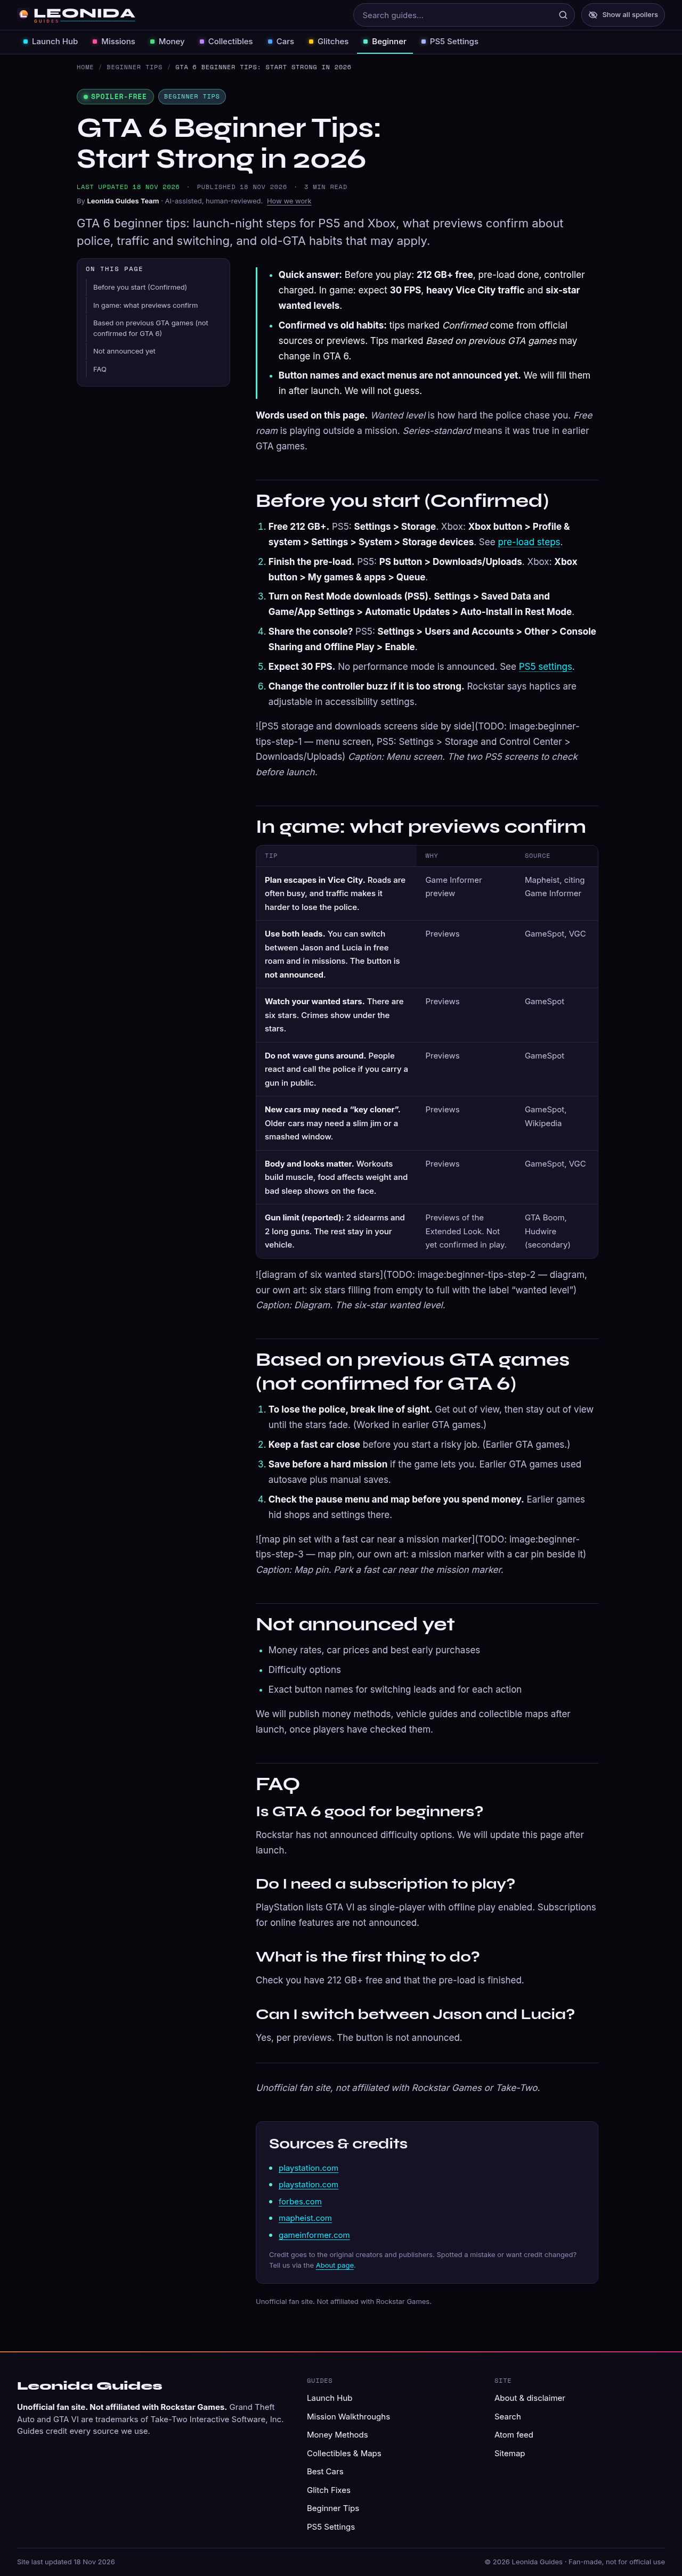 LEONIDA
GUIDES
Search guides...
Show all spoilers
Launch Hub
Missions
Money
Collectibles
Cars
Glitches
Beginner
PS5 Settings
HOME / BEGINNER TIPS / GTA 6 BEGINNER TIPS: START STRONG IN 2026
SPOILER-FREE
BEGINNER TIPS
GTA 6 Beginner Tips:
Start Strong in 2026
LAST UPDATED 18 NOV 2026 · PUBLISHED 18 NOV 2026 · 3 MIN READ
By Leonida Guides Team · AI-assisted, human-reviewed. How we work
GTA 6 beginner tips: launch-night steps for PS5 and Xbox, what previews confirm about
police, traffic and switching, and old-GTA habits that may apply.
ON THIS PAGE
Before you start (Confirmed)
In game: what previews confirm
Based on previous GTA games (not
confirmed for GTA 6)
Not announced yet
FAQ
• Quick answer: Before you play: 212 GB+ free, pre-load done, controller
charged. In game: expect 30 FPS, heavy Vice City traffic and six-star
wanted levels.
• Confirmed vs old habits: tips marked Confirmed come from official
sources or previews. Tips marked Based on previous GTA games may
change in GTA 6.
• Button names and exact menus are not announced yet. We will fill them
in after launch. We will not guess.
Words used on this page. Wanted level is how hard the police chase you. Free
roam is playing outside a mission. Series-standard means it was true in earlier
GTA games.
Before you start (Confirmed)
1. Free 212 GB+. PS5: Settings > Storage. Xbox: Xbox button > Profile &
system > Settings > System > Storage devices. See pre-load steps.
2. Finish the pre-load. PS5: PS button > Downloads/Uploads. Xbox: Xbox
button > My games & apps > Queue.
3. Turn on Rest Mode downloads (PS5). Settings > Saved Data and
Game/App Settings > Automatic Updates > Auto-Install in Rest Mode.
4. Share the console? PS5: Settings > Users and Accounts > Other > Console
Sharing and Offline Play > Enable.
5. Expect 30 FPS. No performance mode is announced. See PS5 settings.
6. Change the controller buzz if it is too strong. Rockstar says haptics are
adjustable in accessibility settings.
![PS5 storage and downloads screens side by side](TODO: image:beginner-
tips-step-1 — menu screen, PS5: Settings > Storage and Control Center >
Downloads/Uploads) Caption: Menu screen. The two PS5 screens to check
before launch.
In game: what previews confirm
TIP
WHY
SOURCE
Plan escapes in Vice City. Roads are
often busy, and traffic makes it
harder to lose the police.
Game Informer
preview
Mapheist, citing
Game Informer
Use both leads. You can switch
between Jason and Lucia in free
roam and in missions. The button is
not announced.
Previews
GameSpot, VGC
Watch your wanted stars. There are
six stars. Crimes show under the
stars.
Previews
GameSpot
Do not wave guns around. People
react and call the police if you carry a
gun in public.
Previews
GameSpot
New cars may need a “key cloner”.
Older cars may need a slim jim or a
smashed window.
Previews
GameSpot,
Wikipedia
Body and looks matter. Workouts
build muscle, food affects weight and
bad sleep shows on the face.
Previews
GameSpot, VGC
Gun limit (reported): 2 sidearms and
2 long guns. The rest stay in your
vehicle.
Previews of the
Extended Look. Not
yet confirmed in play.
GTA Boom,
Hudwire
(secondary)
![diagram of six wanted stars](TODO: image:beginner-tips-step-2 — diagram,
our own art: six stars filling from empty to full with the label “wanted level”)
Caption: Diagram. The six-star wanted level.
Based on previous GTA games
(not confirmed for GTA 6)
1. To lose the police, break line of sight. Get out of view, then stay out of view
until the stars fade. (Worked in earlier GTA games.)
2. Keep a fast car close before you start a risky job. (Earlier GTA games.)
3. Save before a hard mission if the game lets you. Earlier GTA games used
autosave plus manual saves.
4. Check the pause menu and map before you spend money. Earlier games
hid shops and settings there.
![map pin set with a fast car near a mission marker](TODO: image:beginner-
tips-step-3 — map pin, our own art: a mission marker with a car pin beside it)
Caption: Map pin. Park a fast car near the mission marker.
Not announced yet
• Money rates, car prices and best early purchases
• Difficulty options
• Exact button names for switching leads and for each action
We will publish money methods, vehicle guides and collectible maps after
launch, once players have checked them.
FAQ
Is GTA 6 good for beginners?
Rockstar has not announced difficulty options. We will update this page after
launch.
Do I need a subscription to play?
PlayStation lists GTA VI as single-player with offline play enabled. Subscriptions
for online features are not announced.
What is the first thing to do?
Check you have 212 GB+ free and that the pre-load is finished.
Can I switch between Jason and Lucia?
Yes, per previews. The button is not announced.
Unofficial fan site, not affiliated with Rockstar Games or Take-Two.
Sources & credits
• playstation.com
• playstation.com
• forbes.com
• mapheist.com
• gameinformer.com
Credit goes to the original creators and publishers. Spotted a mistake or want credit changed?
Tell us via the About page.
Unofficial fan site. Not affiliated with Rockstar Games.
Leonida Guides
Unofficial fan site. Not affiliated with Rockstar Games. Grand Theft
Auto and GTA VI are trademarks of Take-Two Interactive Software, Inc.
Guides credit every source we use.
GUIDES
Launch Hub
Mission Walkthroughs
Money Methods
Collectibles & Maps
Best Cars
Glitch Fixes
Beginner Tips
PS5 Settings
SITE
About & disclaimer
Search
Atom feed
Sitemap
Site last updated 18 Nov 2026
© 2026 Leonida Guides · Fan-made, not for official use